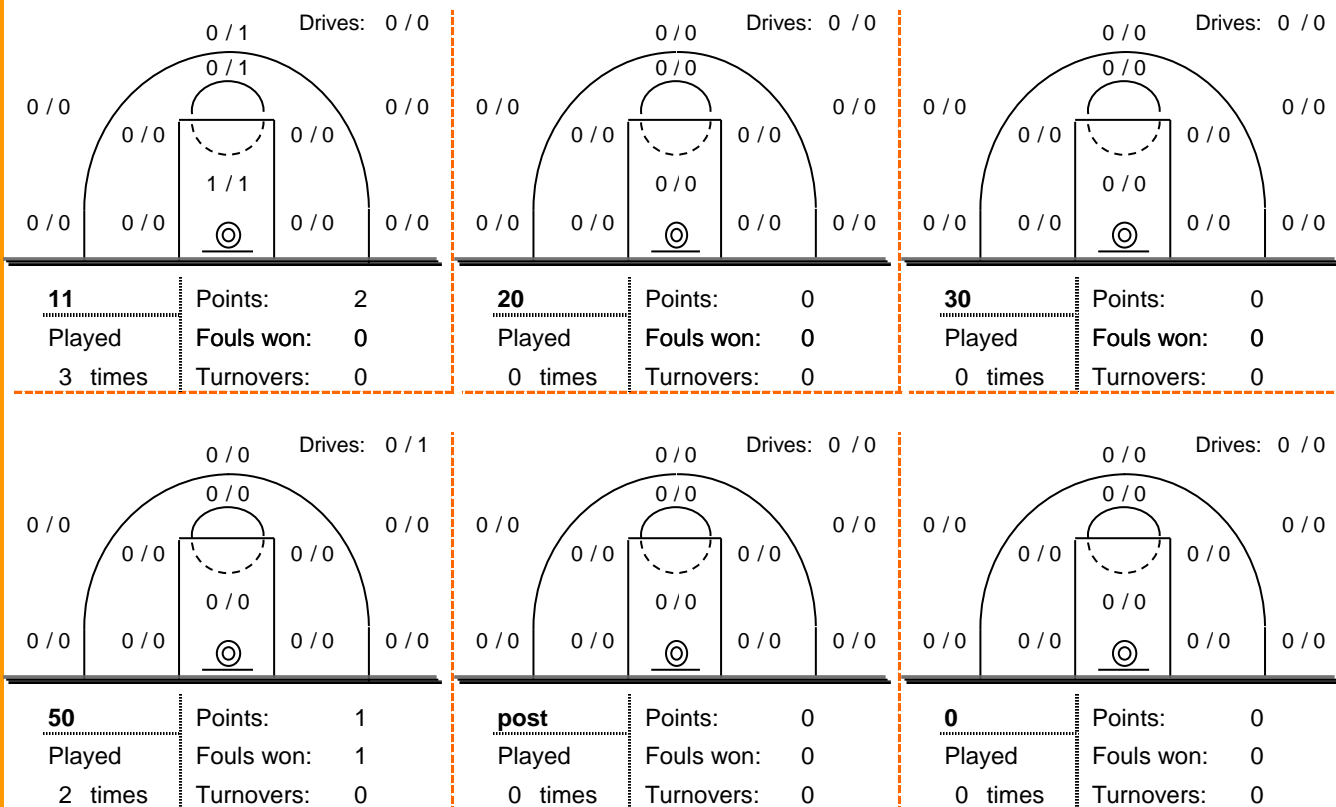 0 / 1 Drives: 0 / 0
0 / 1
0 / 0 0 / 0
0 / 0 0 / 0
1 / 1
0 / 0 0 / 0 0 / 0 0 / 0
11 Points: 2
Played Fouls won: 0
3 times Turnovers: 0
0 / 0 Drives: 0 / 0
0 / 0
0 / 0 0 / 0
0 / 0 0 / 0
0 / 0
0 / 0 0 / 0 0 / 0 0 / 0
20 Points: 0
Played Fouls won: 0
0 times Turnovers: 0
0 / 0 Drives: 0 / 0
0 / 0
0 / 0 0 / 0
0 / 0 0 / 0
0 / 0
0 / 0 0 / 0 0 / 0 0 / 0
30 Points: 0
Played Fouls won: 0
0 times Turnovers: 0
0 / 0 Drives: 0 / 1
0 / 0
0 / 0 0 / 0
0 / 0 0 / 0
0 / 0
0 / 0 0 / 0 0 / 0 0 / 0
50 Points: 1
Played Fouls won: 1
2 times Turnovers: 0
0 / 0 Drives: 0 / 0
0 / 0
0 / 0 0 / 0
0 / 0 0 / 0
0 / 0
0 / 0 0 / 0 0 / 0 0 / 0
post Points: 0
Played Fouls won: 0
0 times Turnovers: 0
0 / 0 Drives: 0 / 0
0 / 0
0 / 0 0 / 0
0 / 0 0 / 0
0 / 0
0 / 0 0 / 0 0 / 0 0 / 0
0 Points: 0
Played Fouls won: 0
0 times Turnovers: 0